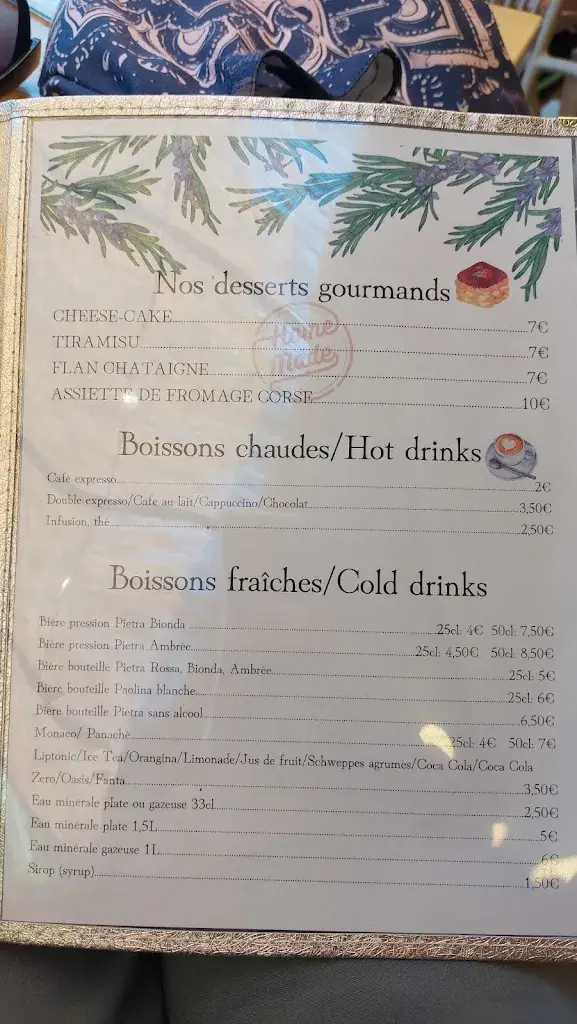 Nos desserts gourmands
CHEESE-CAKE 7€
TIRAMISU 7€
FLAN CHATAIGNE 7€
ASSIETTE DE FROMAGE CORSE 10€
Home Made
Boissons chaudes/Hot drinks
Café expresso 2€
Double expresso/Café au lait/Cappuccino/Chocolat 3,50€
Infusion, thé 2,50€
Boissons fraîches/Cold drinks
Bière pression Pietra Bionda 25cl: 4€ 50cl: 7,50€
Bière pression Pietra Ambrée 25cl: 4,50€ 50cl: 8,50€
Bière bouteille Pietra Rossa, Bionda, Ambrée 25cl: 5€
Bière bouteille Paolina blanche 25cl: 6€
Bière bouteille Pietra sans alcool 6,50€
Monaco/ Panaché 25cl: 4€ 50cl: 7€
Liptonic/Ice Tea/Orangina/Limonade/Jus de fruit/Schweppes agrumes/Coca Cola/Coca Cola
Zero/Oasis/Fanta 3,50€
Eau minérale plate ou gazeuse 33cl 2,50€
Eau minérale plate 1,5L 5€
Eau minérale gazeuse 1L 6€
Sirop (syrup) 1,50€